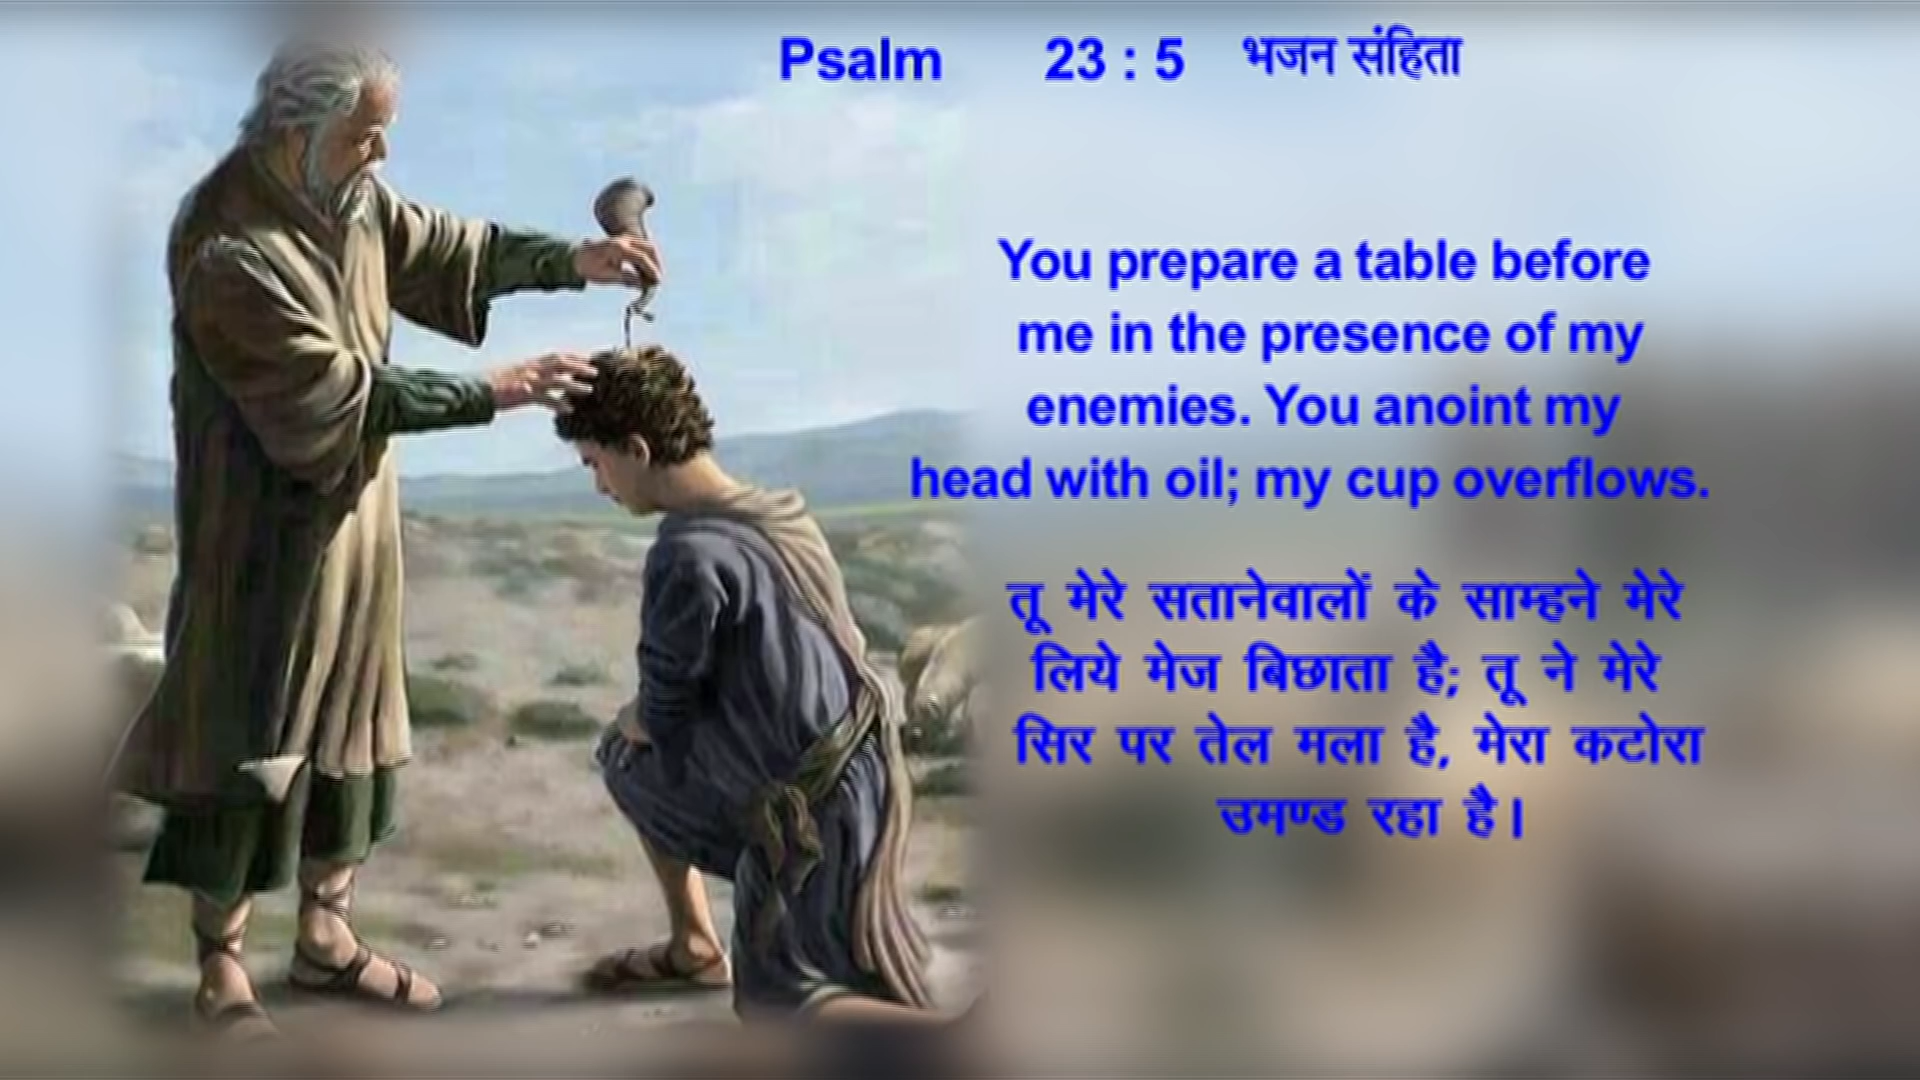 Psalm 23 : 5 भजन संहिता
You prepare a table before
me in the presence of my
enemies. You anoint my
head with oil; my cup overflows.
तू मेरे सतानेवालों के साम्हने मेरे
लिये मेज बिछाता है; तू ने मेरे
सिर पर तेल मला है, मेरा कटोरा
उमण्ड रहा है।